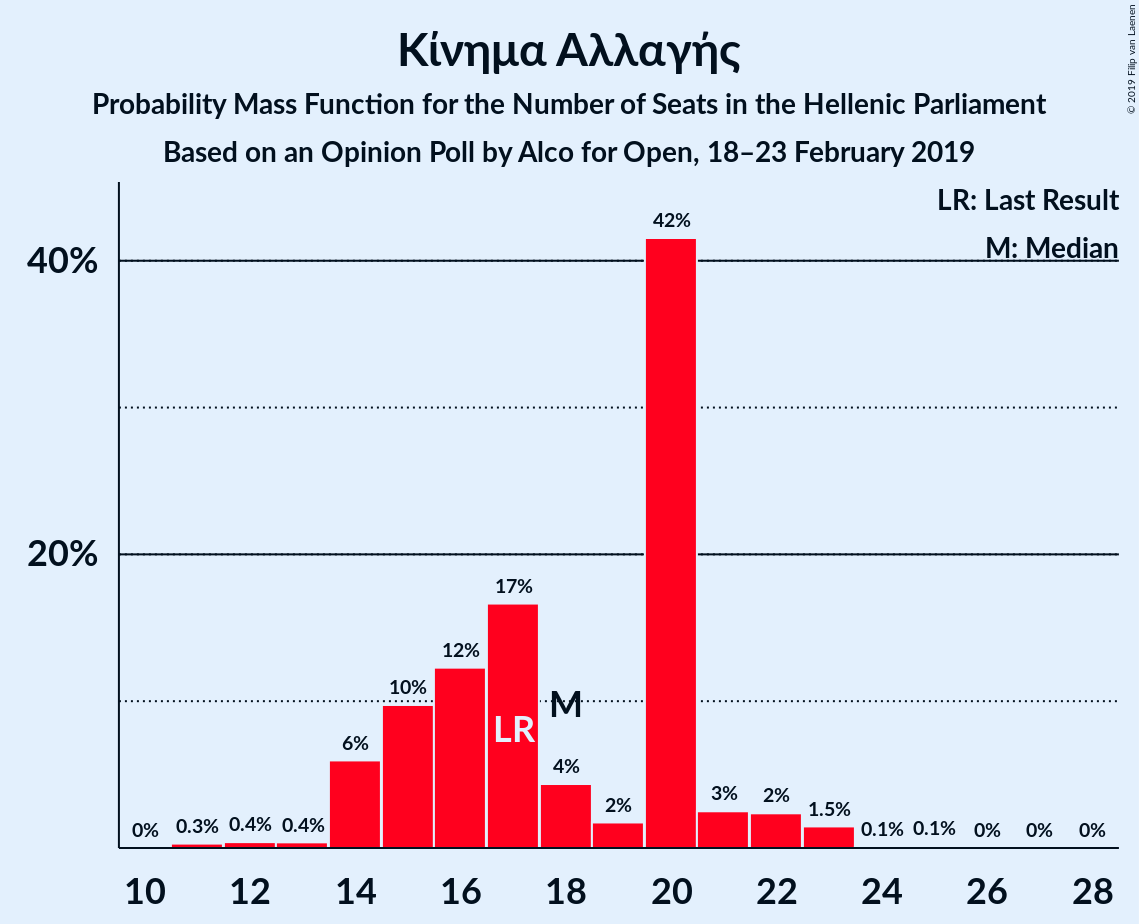 Κίνημα Αλλαγής
Probability Mass Function for the Number of Seats in the Hellenic Parliament
Based on an Opinion Poll by Alco for Open, 18–23 February 2019
© 2019 Filip van Laenen
LR: Last Result
M: Median
40%
20%
0%
0.3%
0.4%
0.4%
6%
10%
12%
17%
4%
2%
42%
3%
2%
1.5%
0.1%
0.1%
0%
0%
0%
LR
M
10 12 14 16 18 20 22 24 26 28